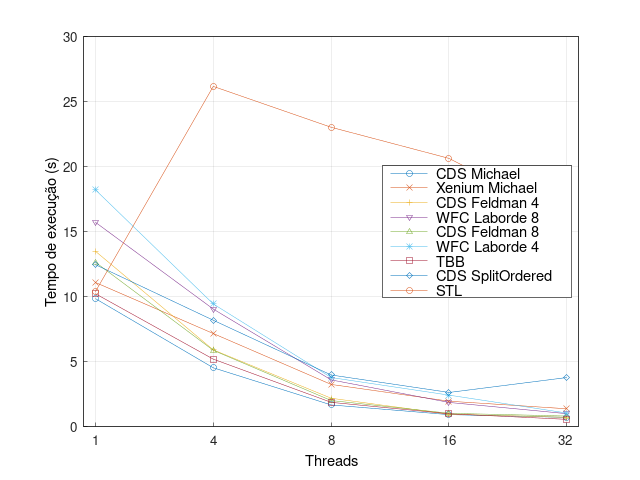 30
25
20
15
10
5
0
Tempo de execução (s)
CDS Michael
Xenium Michael
CDS Feldman 4
WFC Laborde 8
CDS Feldman 8
WFC Laborde 4
TBB
CDS SplitOrdered
STL
1 4 8 16 32
Threads